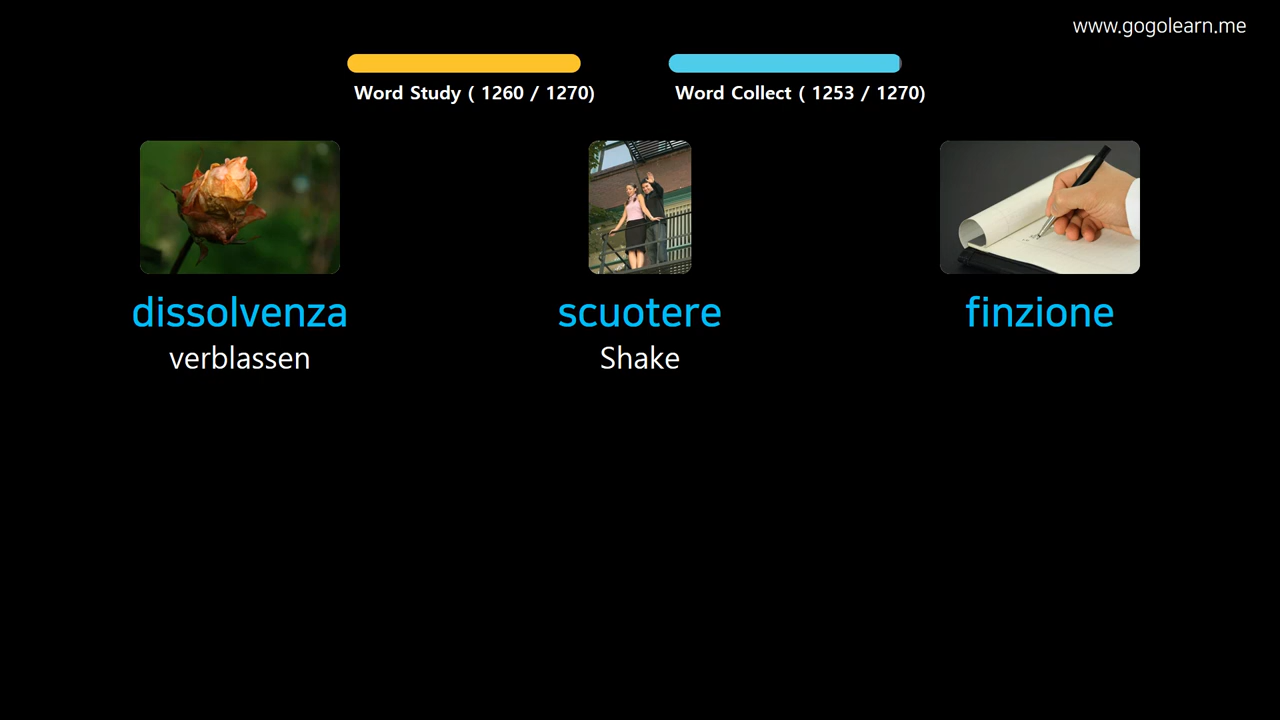 www.gogolearn.me
Word Study ( 1260 / 1270)
Word Collect ( 1253 / 1270)
dissolvenza
verblassen
scuotere
Shake
finzione